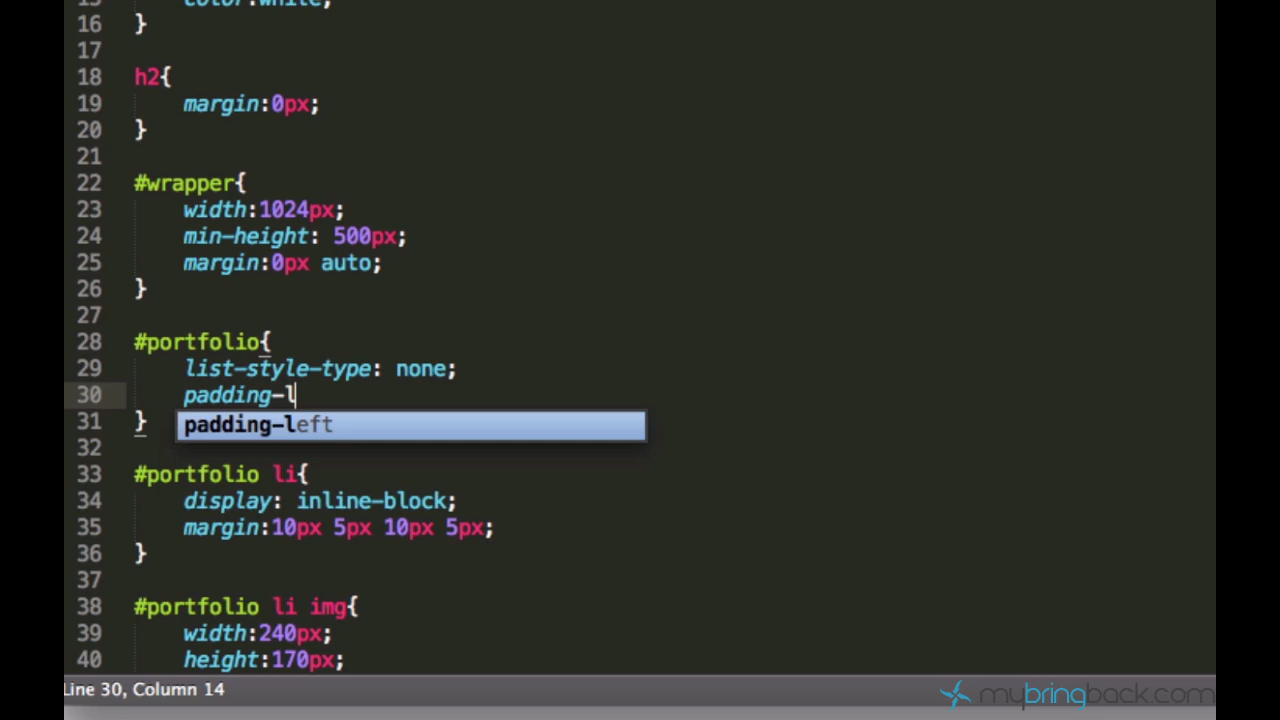 15 color:white;
16 }
17
18 h2{
19 margin:0px;
20 }
21
22 #wrapper{
23 width:1024px;
24 min-height: 500px;
25 margin:0px auto;
26 }
27
28 #portfolio{
29 list-style-type: none;
30 padding-l
31 }
padding-left
32
33 #portfolio li{
34 display: inline-block;
35 margin:10px 5px 10px 5px;
36 }
37
38 #portfolio li img{
39 width:240px;
40 height:170px;
Line 30, Column 14
mybringback.com